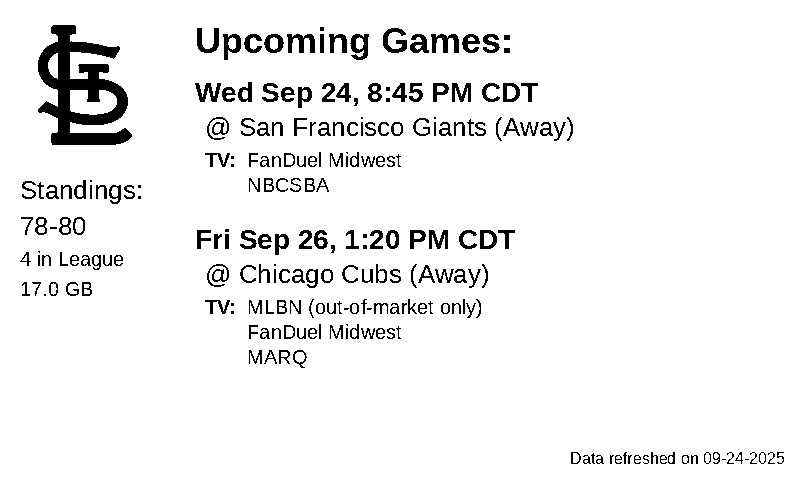 STL
Standings:
78-80
4 in League
17.0 GB
Upcoming Games:
Wed Sep 24, 8:45 PM CDT
@ San Francisco Giants (Away)
TV: FanDuel Midwest
NBCSBA
Fri Sep 26, 1:20 PM CDT
@ Chicago Cubs (Away)
TV: MLBN (out-of-market only)
FanDuel Midwest
MARQ
Data refreshed on 09-24-2025